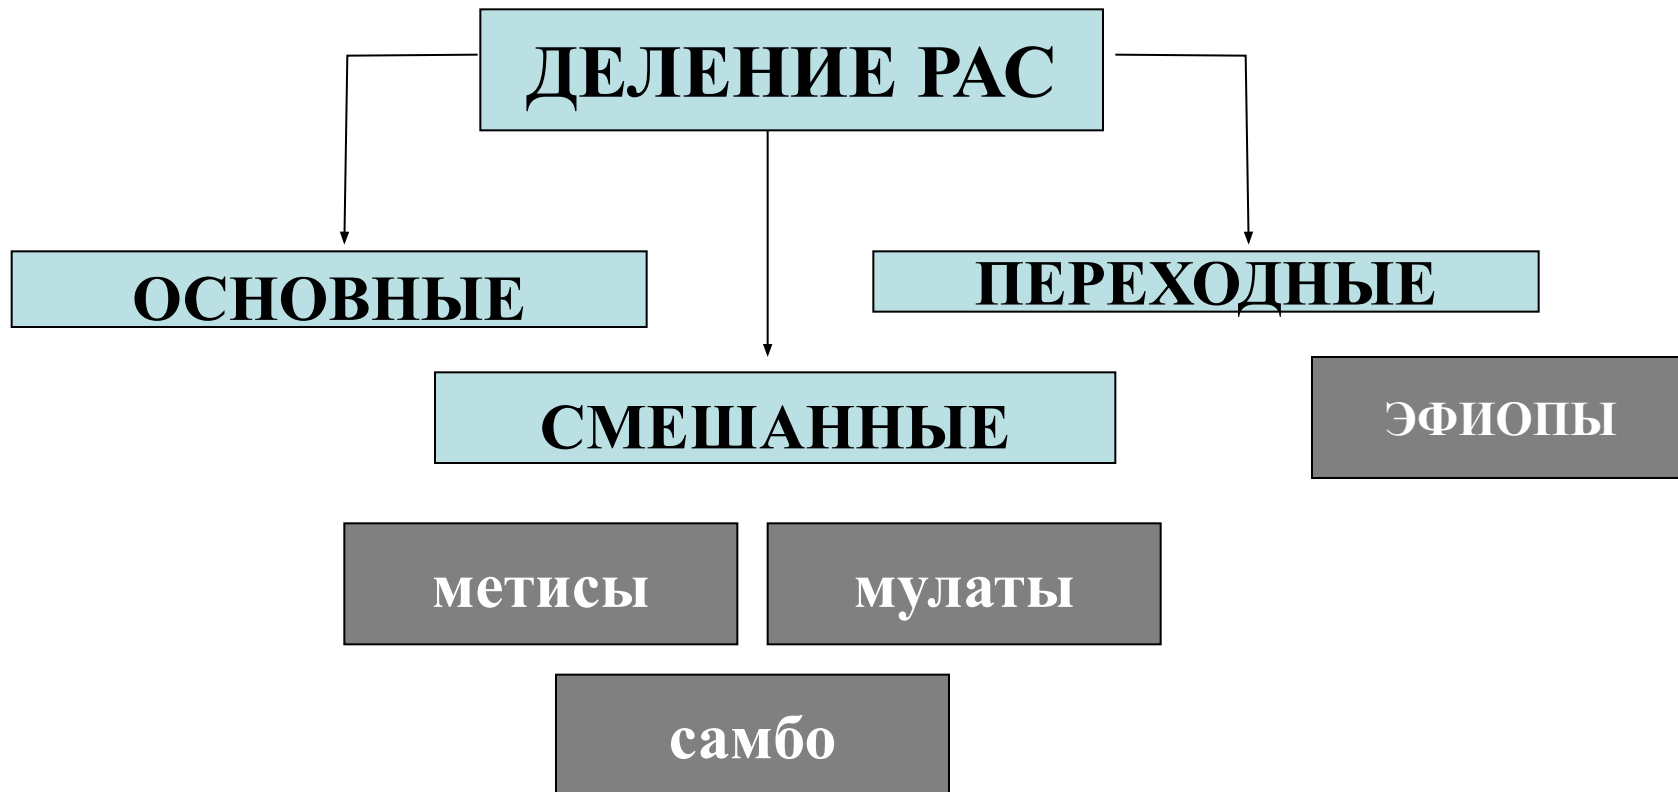 ДЕЛЕНИЕ РАС
ОСНОВНЫЕ
ПЕРЕХОДНЫЕ
СМЕШАННЫЕ
ЭФИОПЫ
метисы
мулаты
самбо